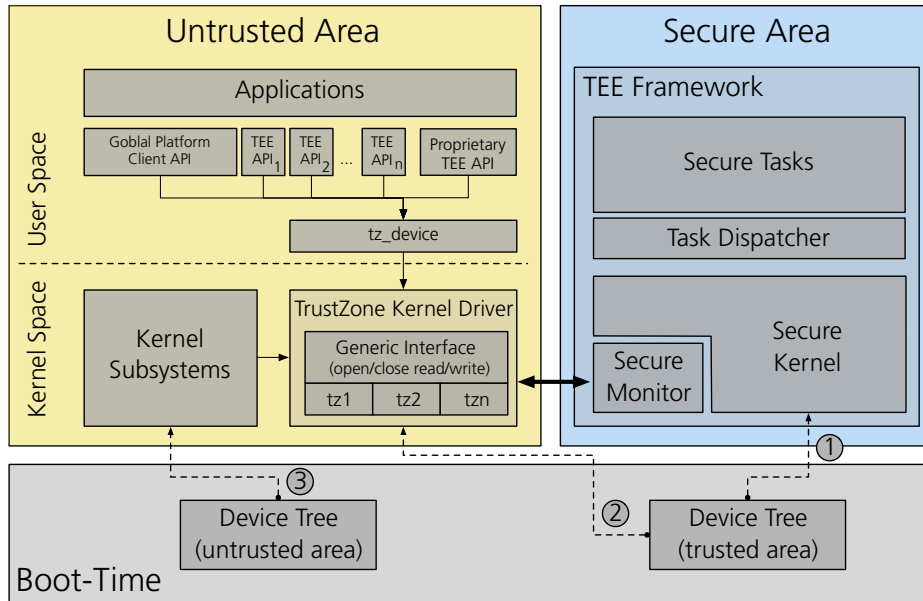 Untrusted Area
Secure Area
User Space
Kernel Space
Applications
Goblal Platform
Client API
TEE
API1
TEE
API2
...
TEE
APIn
Proprietary
TEE API
tz_device
Kernel
Subsystems
TrustZone Kernel Driver
Generic Interface
(open/close read/write)
tz1
tz2
tzn
TEE Framework
Secure Tasks
Task Dispatcher
Secure
Kernel
Secure
Monitor
1
2
3
Device Tree
(untrusted area)
Device Tree
(trusted area)
Boot-Time